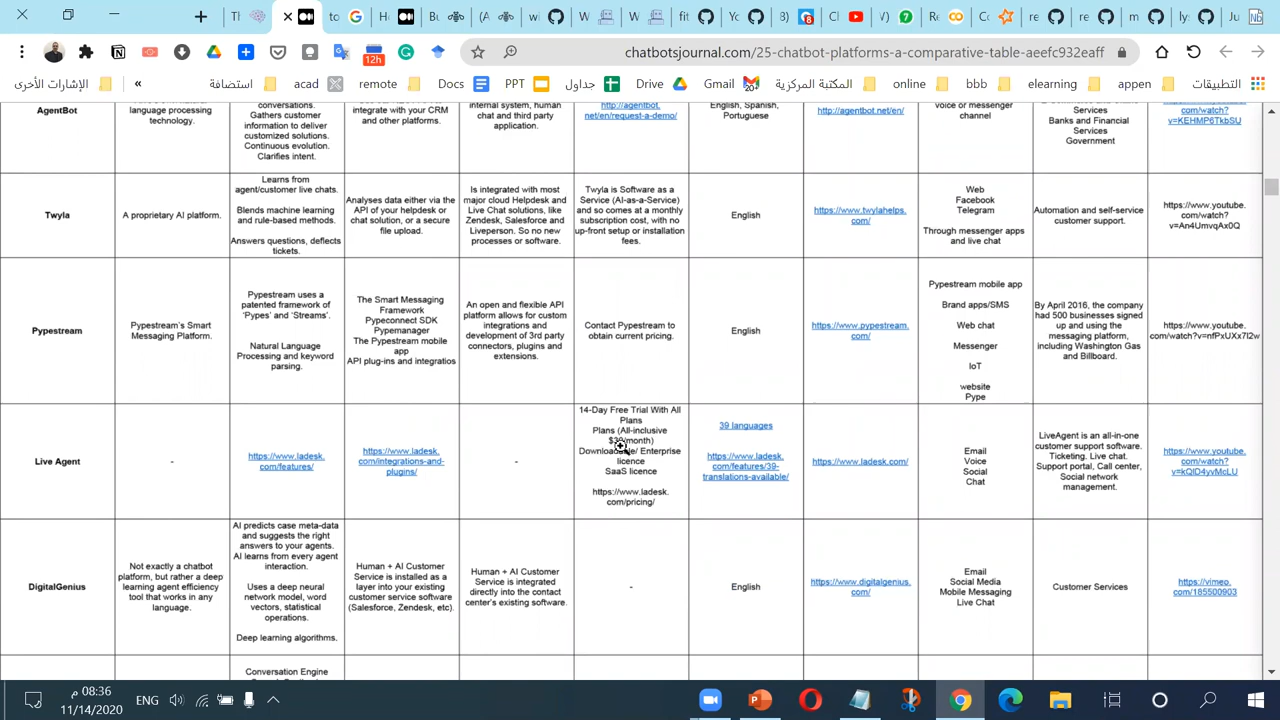 chatbotsjournal.com/25-chatbot-platforms-a-comparative-table-aeefc932eaff
12h
الإشارات الأخرى
»
استضافة
acad
remote
Docs
PPT
جداول
Drive
Gmail
المكتبة المركزية
online
bbb
elearning
appen
التطبيقات
AgentBot
language processing
technology.
conversations.
Gathers customer
information to deliver
customized solutions.
Continuous evolution.
Clarifies intent.
integrate with your CRM
and other platforms.
internal system, human
chat and third party
application.
http://agentbot.
net/en/request-a-demo/
English, Spanish,
Portuguese
http://agentbot.net/en/
voice or messenger
channel
Services
Banks and Financial
Services
Government
com/watch?
v=KEHMP6TkbSU
Twyla
A proprietary AI platform.
Learns from
agent/customer live chats.
Blends machine learning
and rule-based methods.
Answers questions, deflects
tickets.
Analyses data either via the
API of your helpdesk or
chat solution, or a secure
file upload.
Is integrated with most
major cloud Helpdesk and
Live Chat solutions, like
Zendesk, Salesforce and
Liveperson. So no new
processes or software.
Twyla is Software as a
Service (AI-as-a-Service)
and so comes at a monthly
subscription cost, with no
up-front setup or installation
fees.
English
https://www.twylahelps.
com/
Web
Facebook
Telegram
Through messenger apps
and live chat
Automation and self-service
customer support.
https://www.youtube.
com/watch?
v=An4UmvqAx0Q
Pypestream
Pypestream's Smart
Messaging Platform.
Pypestream uses a
patented framework of
'Pypes' and 'Streams'.
Natural Language
Processing and keyword
parsing.
The Smart Messaging
Framework
Pypeconnect SDK
Pypemanager
The Pypestream mobile
app
API plug-ins and integratios
An open and flexible API
platform allows for custom
integrations and
development of 3rd party
connectors, plugins and
extensions.
Contact Pypestream to
obtain current pricing.
English
https://www.pypestream.
com/
Pypestream mobile app
Brand apps/SMS
Web chat
Messenger
IoT
website
Pype
By April 2016, the company
had 500 businesses signed
up and using the
messaging platform,
including Washington Gas
and Billboard.
https://www.youtube.
com/watch?v=nfPxUXx7I2w
Live Agent
-
https://www.ladesk.
com/features/
https://www.ladesk.
com/integrations-and-
plugins/
-
14-Day Free Trial With All
Plans
Plans (All-inclusive
Enterprise
licence
SaaS licence
https://www.ladesk.
com/pricing/
39 languages
https://www.ladesk.
com/features/39-
translations-available/
https://www.ladesk.com/
Email
Voice
Social
Chat
LiveAgent is an all-in-one
customer support software.
Ticketing. Live chat.
Support portal, Call center,
Social network
management.
https://www.youtube.
com/watch?
v=kQlD4yvMcLU
DigitalGenius
Not exactly a chatbot
platform, but rather a deep
learning agent efficiency
tool that works in any
language.
AI predicts case meta-data
and suggests the right
answers to your agents.
AI learns from every agent
interaction.
Uses a deep neural
network model, word
vectors, statistical
operations.
Deep learning algorithms.
Human + AI Customer
Service is installed as a
layer into your existing
customer service software
(Salesforce, Zendesk, etc).
Human + AI Customer
Service is integrated
directly into the contact
center's existing software.
-
English
https://www.digitalgenius.
com/
Email
Social Media
Mobile Messaging
Live Chat
Customer Services
https://vimeo.
com/185500903
Conversation Engine
08:36 م
11/14/2020
ENG